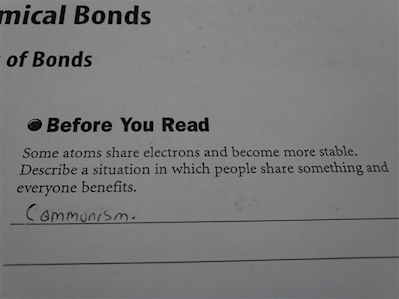 mical Bonds
of Bonds
Before You Read
Some atoms share electrons and become more stable.
Describe a situation in which people share something and
everyone benefits.
Communism.